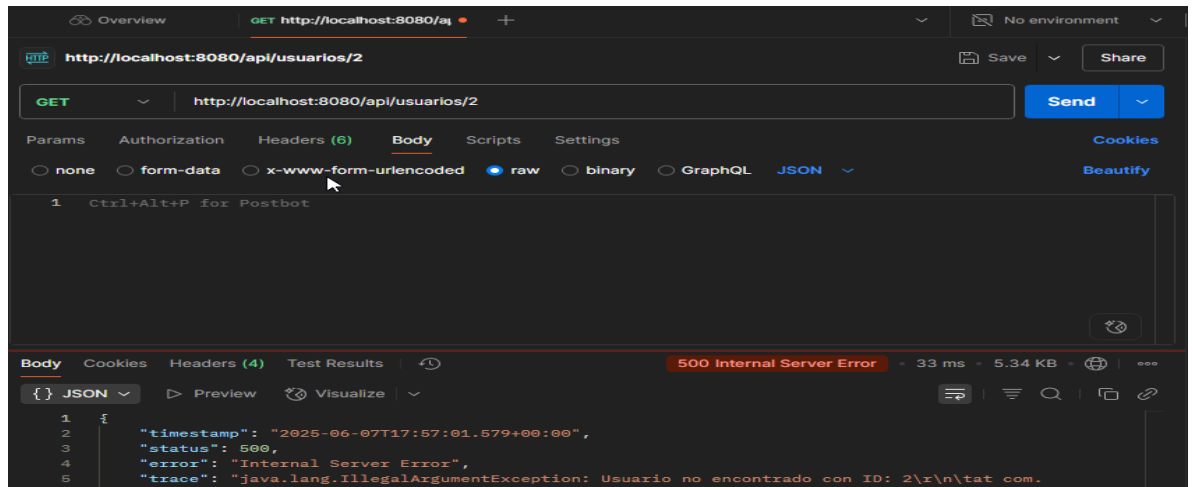 Overview GET http://localhost:8080/a No environment
HTTP http://localhost:8080/api/usuarios/2 Save Share
GET http://localhost:8080/api/usuarios/2 Send
Params Authorization Headers (6) Body Scripts Settings Cookies
none form-data x-www-form-urlencoded raw binary GraphQL JSON Beautify
1 Ctrl+Alt+P for Postbot
Body Cookies Headers (4) Test Results 500 Internal Server Error 33 ms 5.34 KB
{} JSON Preview Visualize
1 {
2 "timestamp": "2025-06-07T17:57:01.579+00:00",
3 "status": 500,
4 "error": "Internal Server Error",
5 "trace": "java.lang.IllegalArgumentException: Usuario no encontrado con ID: 2\r\n\tat com.